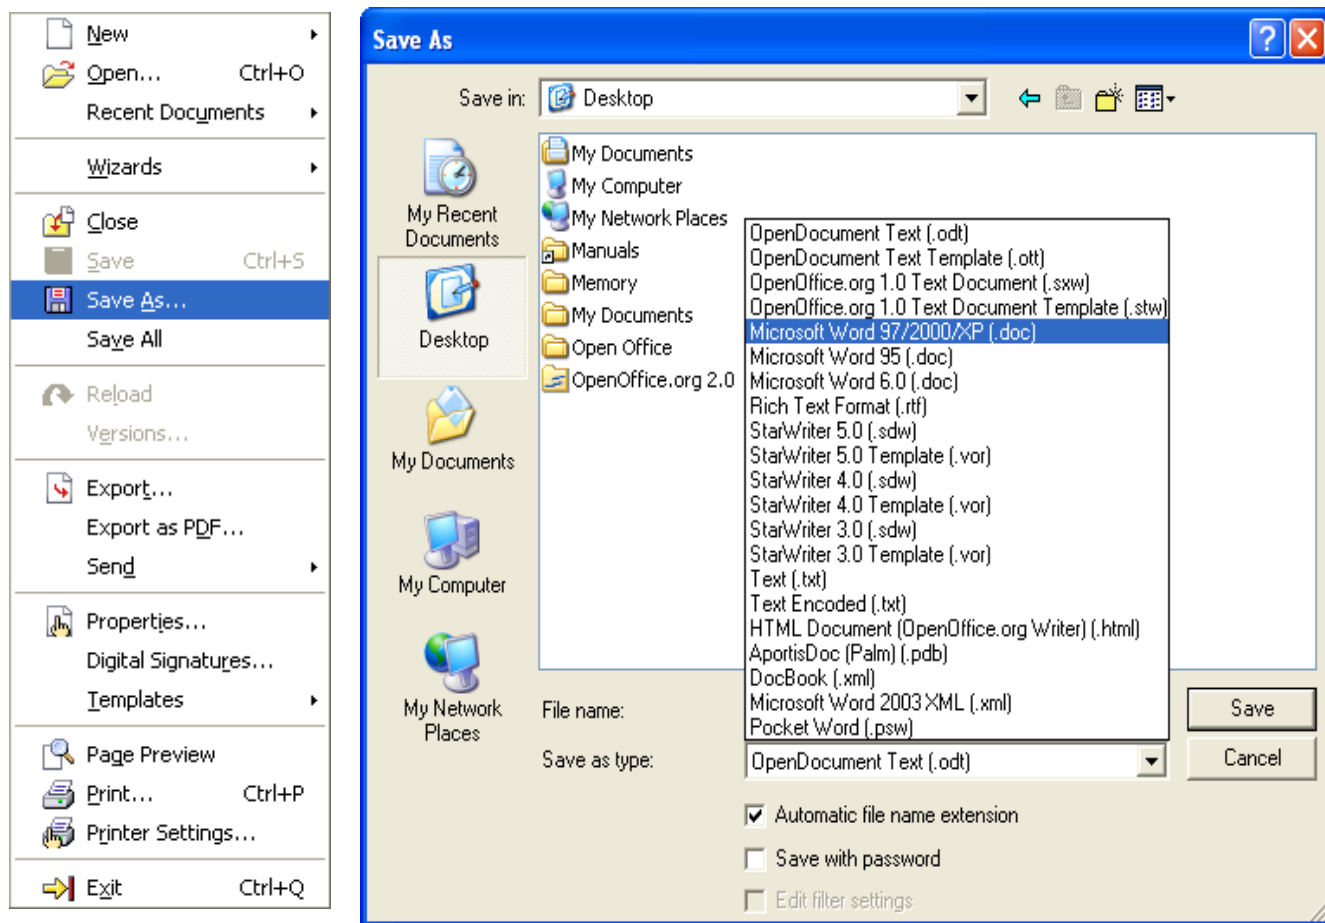 New
Open... Ctrl+O
Recent Documents
Wizards
Close
Save Ctrl+S
Save As...
Save All
Reload
Versions...
Export...
Export as PDF...
Send
Properties...
Digital Signatures...
Templates
Page Preview
Print... Ctrl+P
Printer Settings...
Exit Ctrl+Q
Save As
Save in: Desktop
My Recent
Documents
Desktop
My Documents
My Computer
My Network
Places
My Documents
My Computer
My Network Places
Manuals
Memory
My Documents
Open Office
OpenOffice.org 2.0
OpenDocument Text (.odt)
OpenDocument Text Template (.ott)
OpenOffice.org 1.0 Text Document (.sxw)
OpenOffice.org 1.0 Text Document Template (.stw)
Microsoft Word 97/2000/XP (.doc)
Microsoft Word 95 (.doc)
Microsoft Word 6.0 (.doc)
Rich Text Format (.rtf)
StarWriter 5.0 (.sdw)
StarWriter 5.0 Template (.vor)
StarWriter 4.0 (.sdw)
StarWriter 4.0 Template (.vor)
StarWriter 3.0 (.sdw)
StarWriter 3.0 Template (.vor)
Text (.txt)
Text Encoded (.txt)
HTML Document (OpenOffice.org Writer) (.html)
AportisDoc (Palm) (.pdb)
DocBook (.xml)
Microsoft Word 2003 XML (.xml)
Pocket Word (.psw)
File name: Save
Save as type: OpenDocument Text (.odt) Cancel
Automatic file name extension
Save with password
Edit filter settings